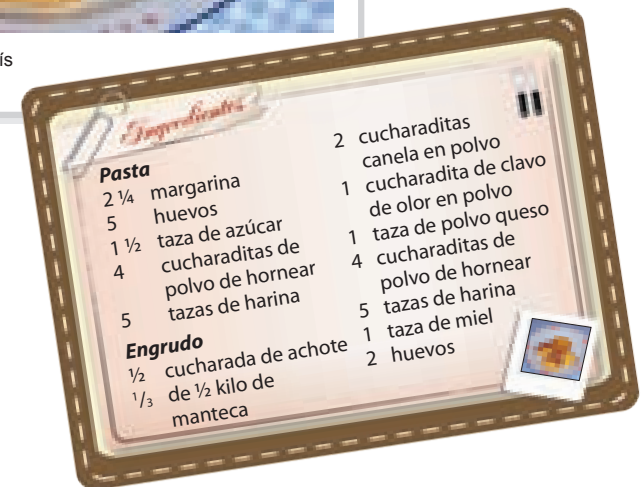 ís
Ingredientes
Pasta
2 ¼ margarina
5 huevos
1 ½ taza de azúcar
4 cucharaditas de
polvo de hornear
5 tazas de harina
Engrudo
½ cucharada de achote
1/3 de ½ kilo de
manteca
2 cucharaditas
canela en polvo
1 cucharadita de clavo
de olor en polvo
1 taza de polvo queso
4 cucharaditas de
polvo de hornear
5 tazas de harina
1 taza de miel
2 huevos